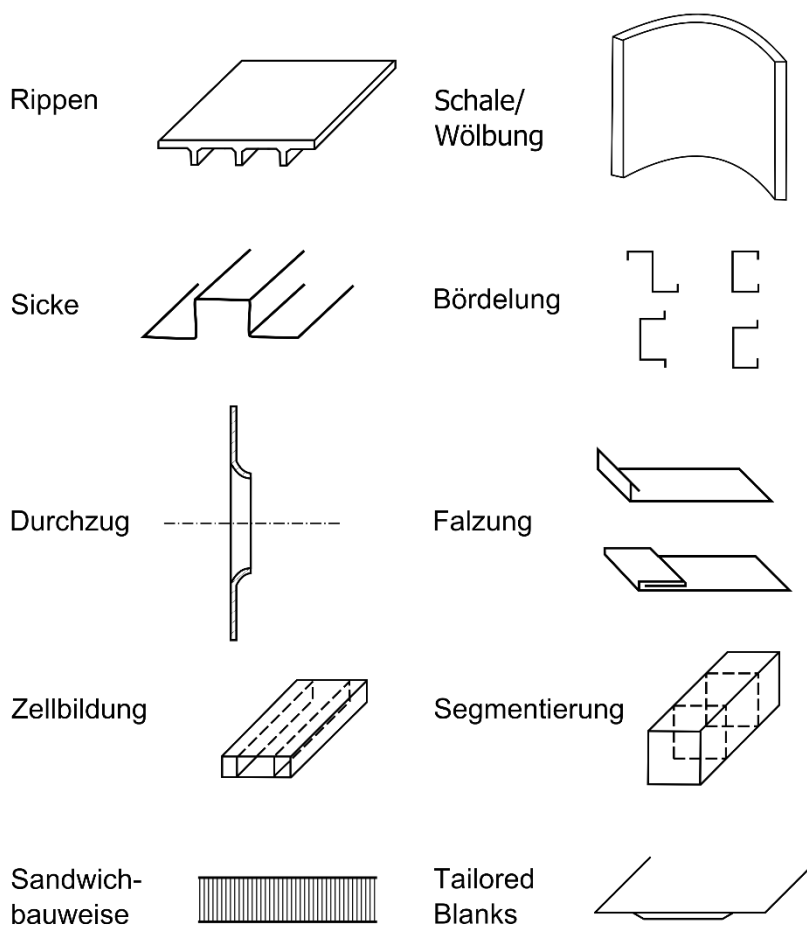 Rippen
Schale/
Wölbung
Sicke
Bördelung
Durchzug
Falzung
Zellbildung
Segmentierung
Sandwich-
bauweise
Tailored
Blanks